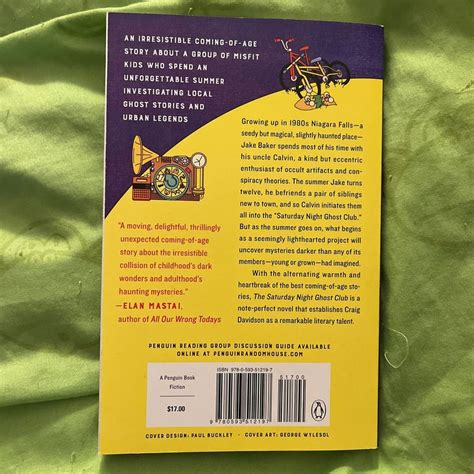 AN IRRESISTIBLE COMING-OF-AGE
STORY ABOUT A GROUP OF MISFIT
KIDS WHO SPEND AN
UNFORGETTABLE SUMMER
INVESTIGATING LOCAL
GHOST STORIES AND
URBAN LEGENDS
Growing up in 1980s Niagara Falls—a
seedy but magical, slightly haunted place—
Jake Baker spends most of his time with
his uncle Calvin, a kind but eccentric
enthusiast of occult artifacts and
conspiracy theories. The summer Jake turns
twelve, he befriends a pair of siblings
new to town, and so Calvin initiates them
all into the "Saturday Night Ghost Club."
But as the summer goes on, what begins
as a seemingly lighthearted project will
uncover mysteries darker than any of its
members—young or grown—had imagined.
With the alternating warmth and
heartbreak of the best coming-of-age stories,
The Saturday Night Ghost Club is a
note-perfect novel that establishes Craig
Davidson as a remarkable literary talent.
"A moving, delightful, thrillingly
unexpected coming-of-age
story about the irresistible
collision of childhood's dark
wonders and adulthood's
haunting mysteries."
—ELAN MASTAI,
author of All Our Wrong Todays
PENGUIN READING GROUP DISCUSSION GUIDE AVAILABLE
ONLINE AT PENGUINRANDOMHOUSE.COM
A Penguin Book
Fiction
$17.00
ISBN 978-0-593-51219-7
51700
9 780593 512197
COVER DESIGN: PAUL BUCKLEY
COVER ART: GEORGE WYLESOL